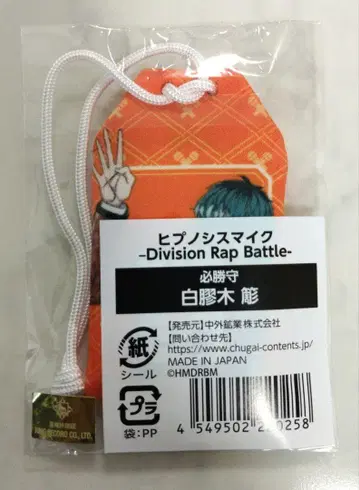 ヒプノシスマイク
-Division Rap Battle-
必勝守
白膠木 簓
【発売元】中外鉱業株式会社
【問い合わせ先】
https://www.chugai-contents.jp/
MADE IN JAPAN
©HMDRBM
紙
シール
プラ
袋:PP